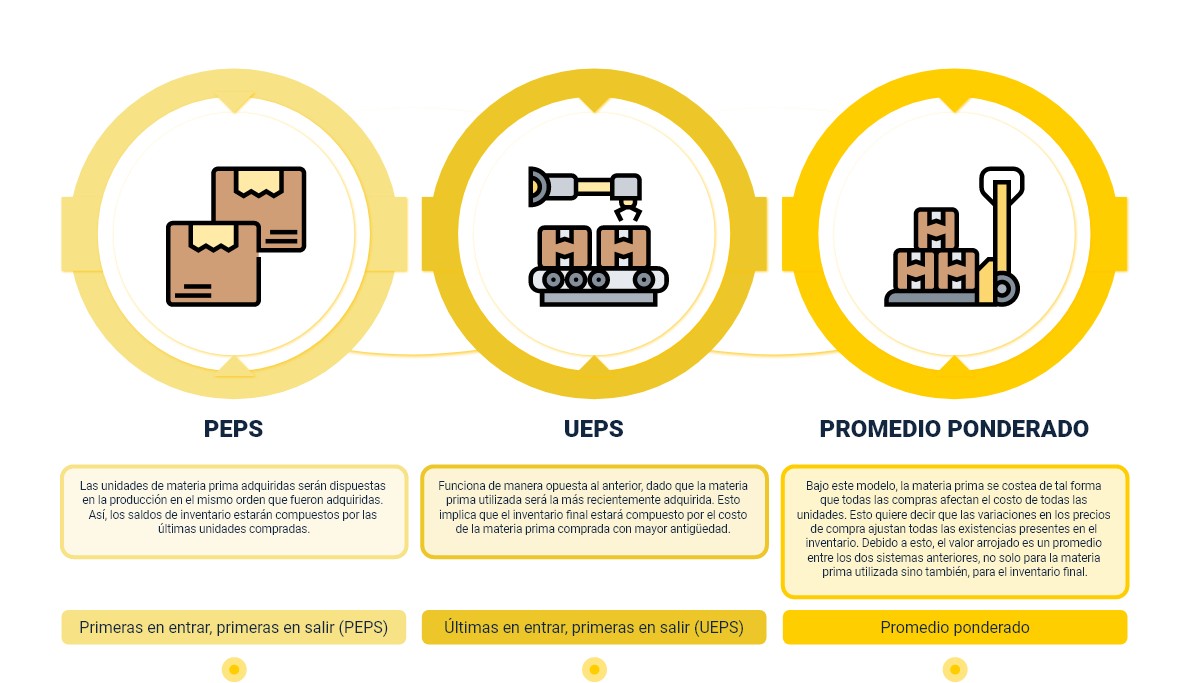 PEPS
Las unidades de materia prima adquiridas serán dispuestas
en la producción en el mismo orden que fueron adquiridas.
Así, los saldos de inventario estarán compuestos por las
últimas unidades compradas.
Primeras en entrar, primeras en salir (PEPS)
UEPS
Funciona de manera opuesta al anterior, dado que la materia
prima utilizada será la más recientemente adquirida. Esto
implica que el inventario final estará compuesto por el costo
de la materia prima comprada con mayor antigüedad.
Últimas en entrar, primeras en salir (UEPS)
PROMEDIO PONDERADO
Bajo este modelo, la materia prima se costea de tal forma
que todas las compras afectan el costo de todas las
unidades. Esto quiere decir que las variaciones en los precios
de compra ajustan todas las existencias presentes en el
inventario. Debido a esto, el valor arrojado es un promedio
entre los dos sistemas anteriores, no solo para la materia
prima utilizada sino también, para el inventario final.
Promedio ponderado